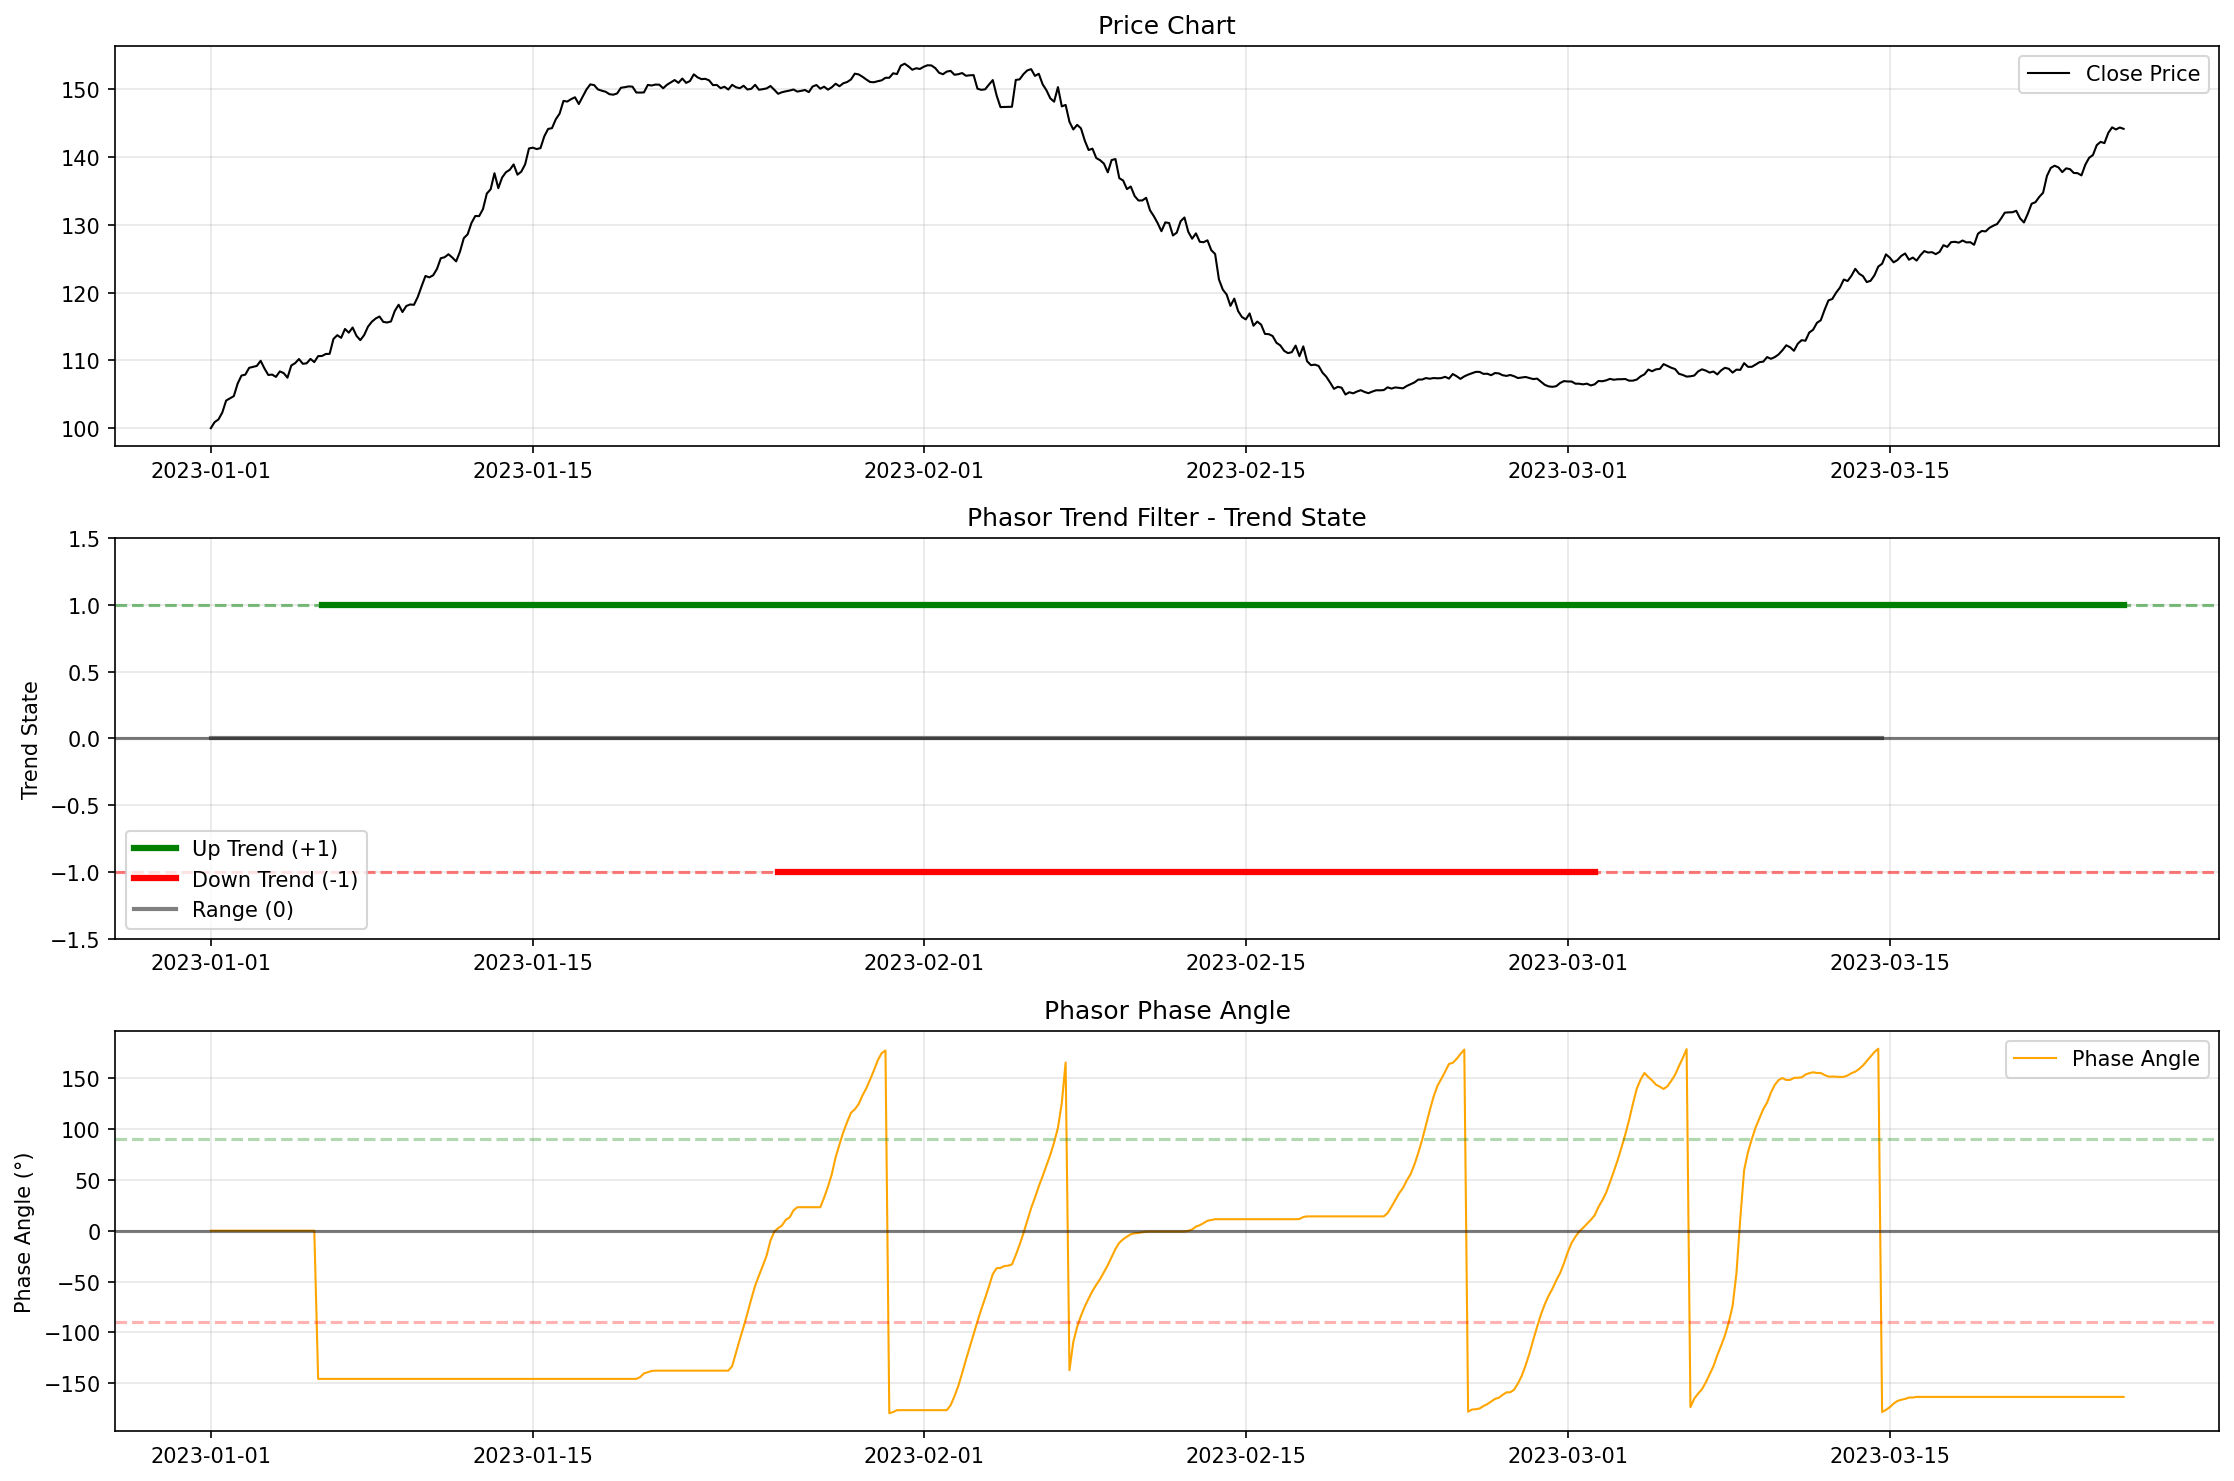 Price Chart
Close Price
150
140
130
120
110
100
2023-01-01 2023-01-15 2023-02-01 2023-02-15 2023-03-01 2023-03-15
Phasor Trend Filter - Trend State
Trend State
1.5
1.0
0.5
0.0
−0.5
−1.0
−1.5
Up Trend (+1)
Down Trend (-1)
Range (0)
2023-01-01 2023-01-15 2023-02-01 2023-02-15 2023-03-01 2023-03-15
Phasor Phase Angle
Phase Angle
Phase Angle (°)
150
100
50
0
−50
−100
−150
2023-01-01 2023-01-15 2023-02-01 2023-02-15 2023-03-01 2023-03-15